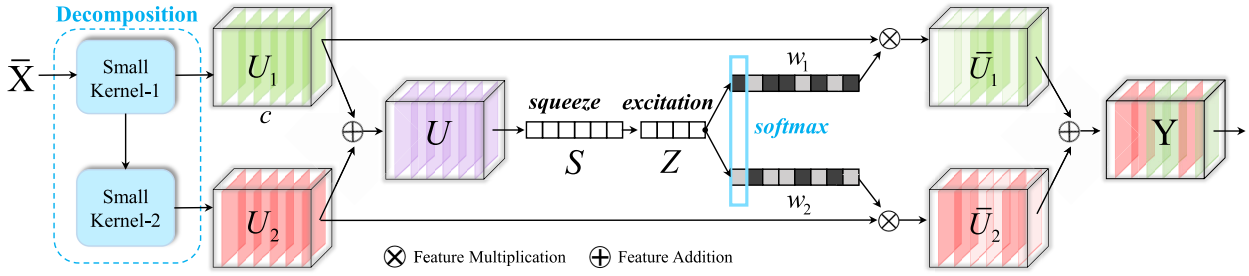 Decomposition
X̄
Small
Kernel-1
U₁
c
Small
Kernel-2
U₂
U
squeeze
S
excitation
Z
w₁
softmax
w₂
Ū₁
Ū₂
Y
⊗ Feature Multiplication
⊕ Feature Addition